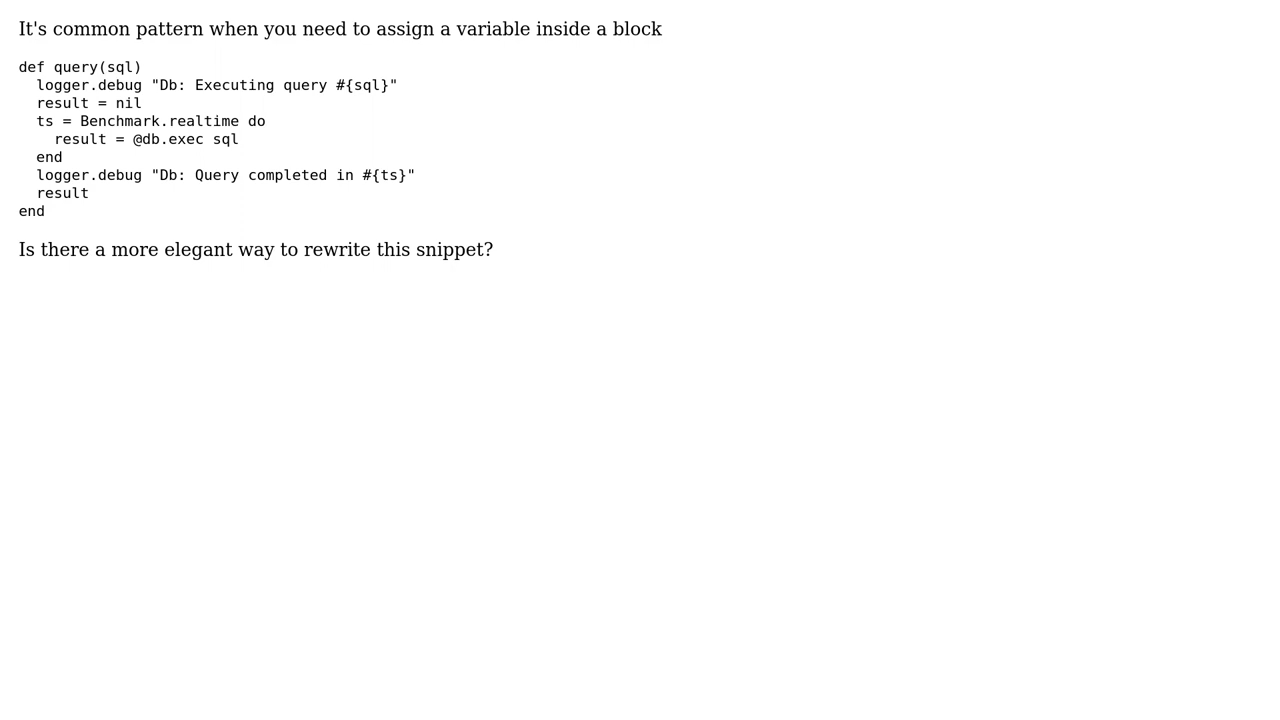 It's common pattern when you need to assign a variable inside a block
def query(sql)
  logger.debug "Db: Executing query #{sql}"
  result = nil
  ts = Benchmark.realtime do
    result = @db.exec sql
  end
  logger.debug "Db: Query completed in #{ts}"
  result
end
Is there a more elegant way to rewrite this snippet?